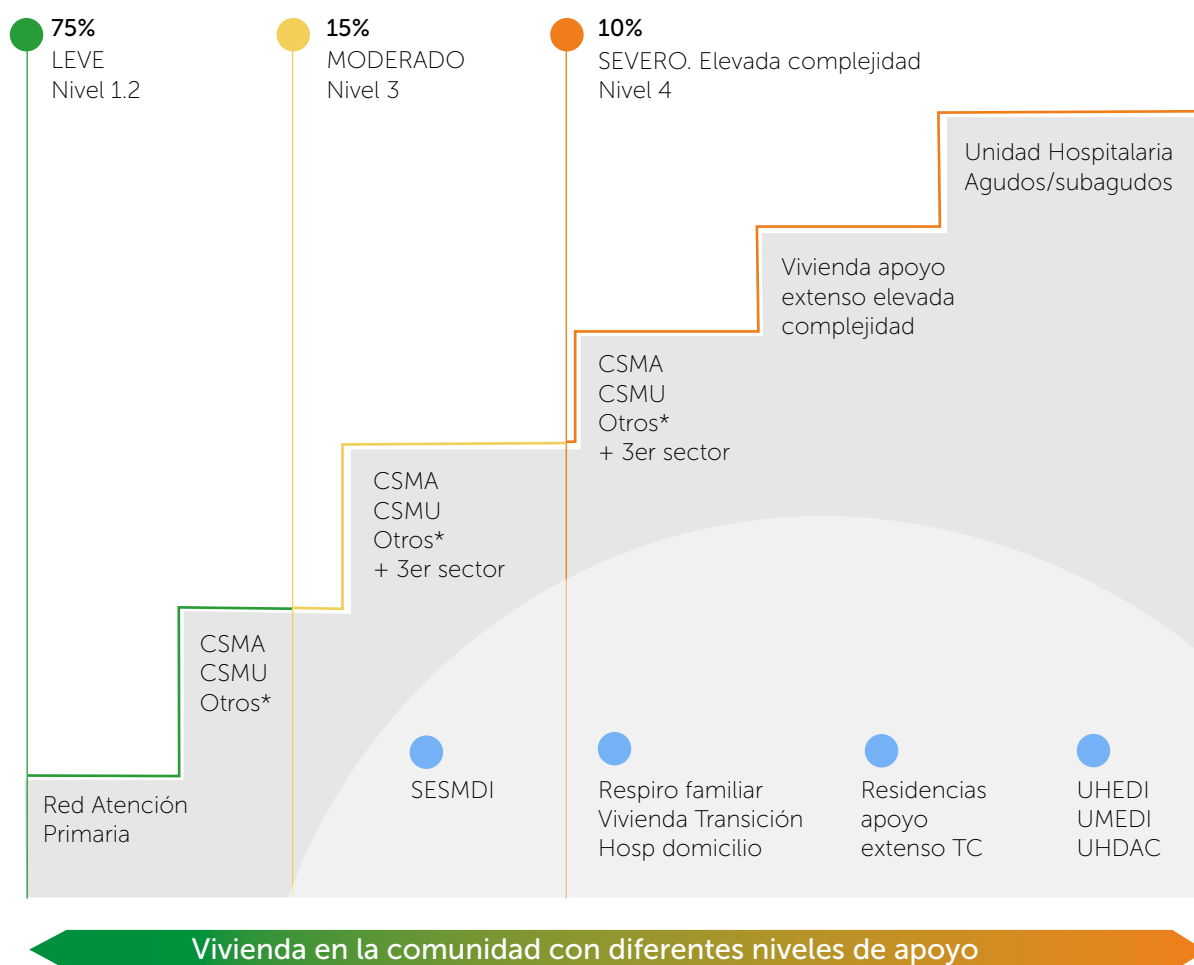 75%
LEVE
Nivel 1.2
15%
MODERADO
Nivel 3
10%
SEVERO. Elevada complejidad
Nivel 4
Unidad Hospitalaria
Agudos/subagudos
Vivienda apoyo
extenso elevada
complejidad
CSMA
CSMU
Otros*
+ 3er sector
CSMA
CSMU
Otros*
+ 3er sector
CSMA
CSMU
Otros*
Red Atención
Primaria
SESMDI
Respiro familiar
Vivienda Transición
Hosp domicilio
Residencias
apoyo
extenso TC
UHEDI
UMEDI
UHDAC
Vivienda en la comunidad con diferentes niveles de apoyo